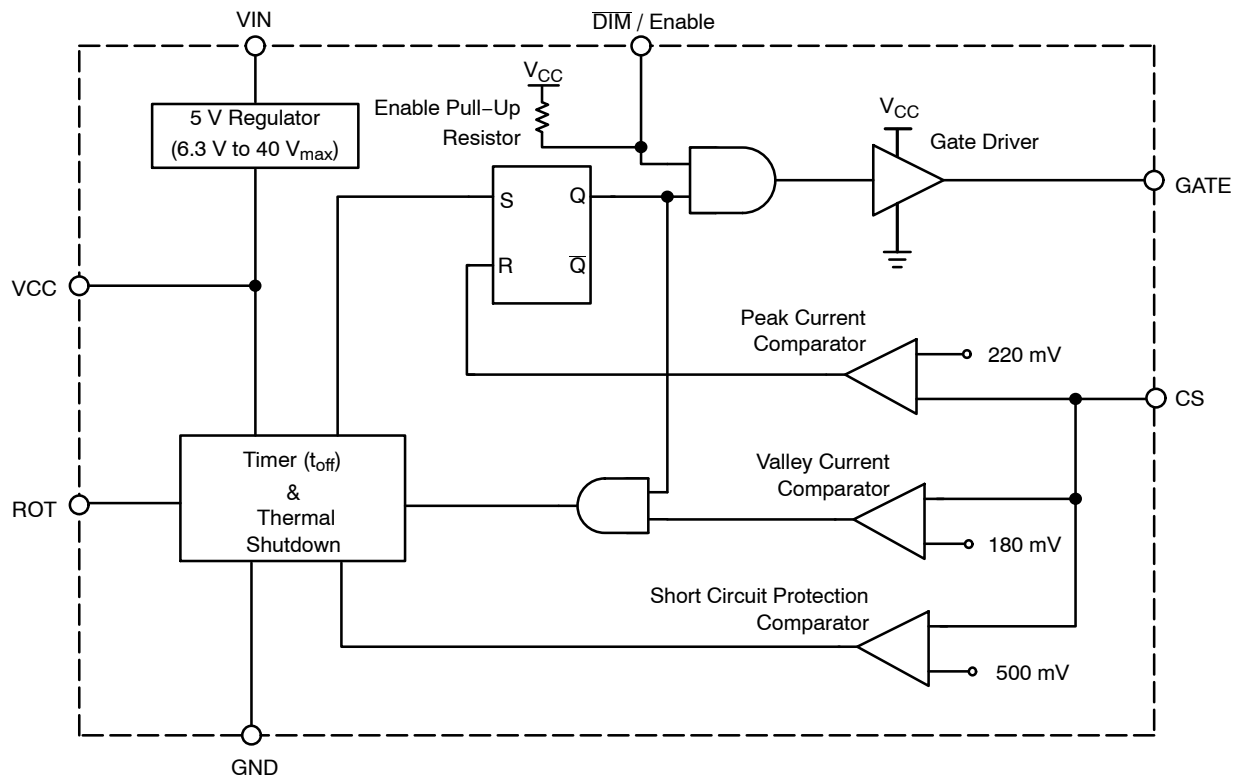 VIN
D̅I̅M̅ / Enable
5 V Regulator
(6.3 V to 40 Vmax)
VCC
Enable Pull−Up
Resistor
VCC
Gate Driver
GATE
S
Q
R
Q̅
VCC
Peak Current
Comparator
220 mV
CS
Timer (toff)
&
Thermal
Shutdown
ROT
Valley Current
Comparator
180 mV
Short Circuit Protection
Comparator
500 mV
GND